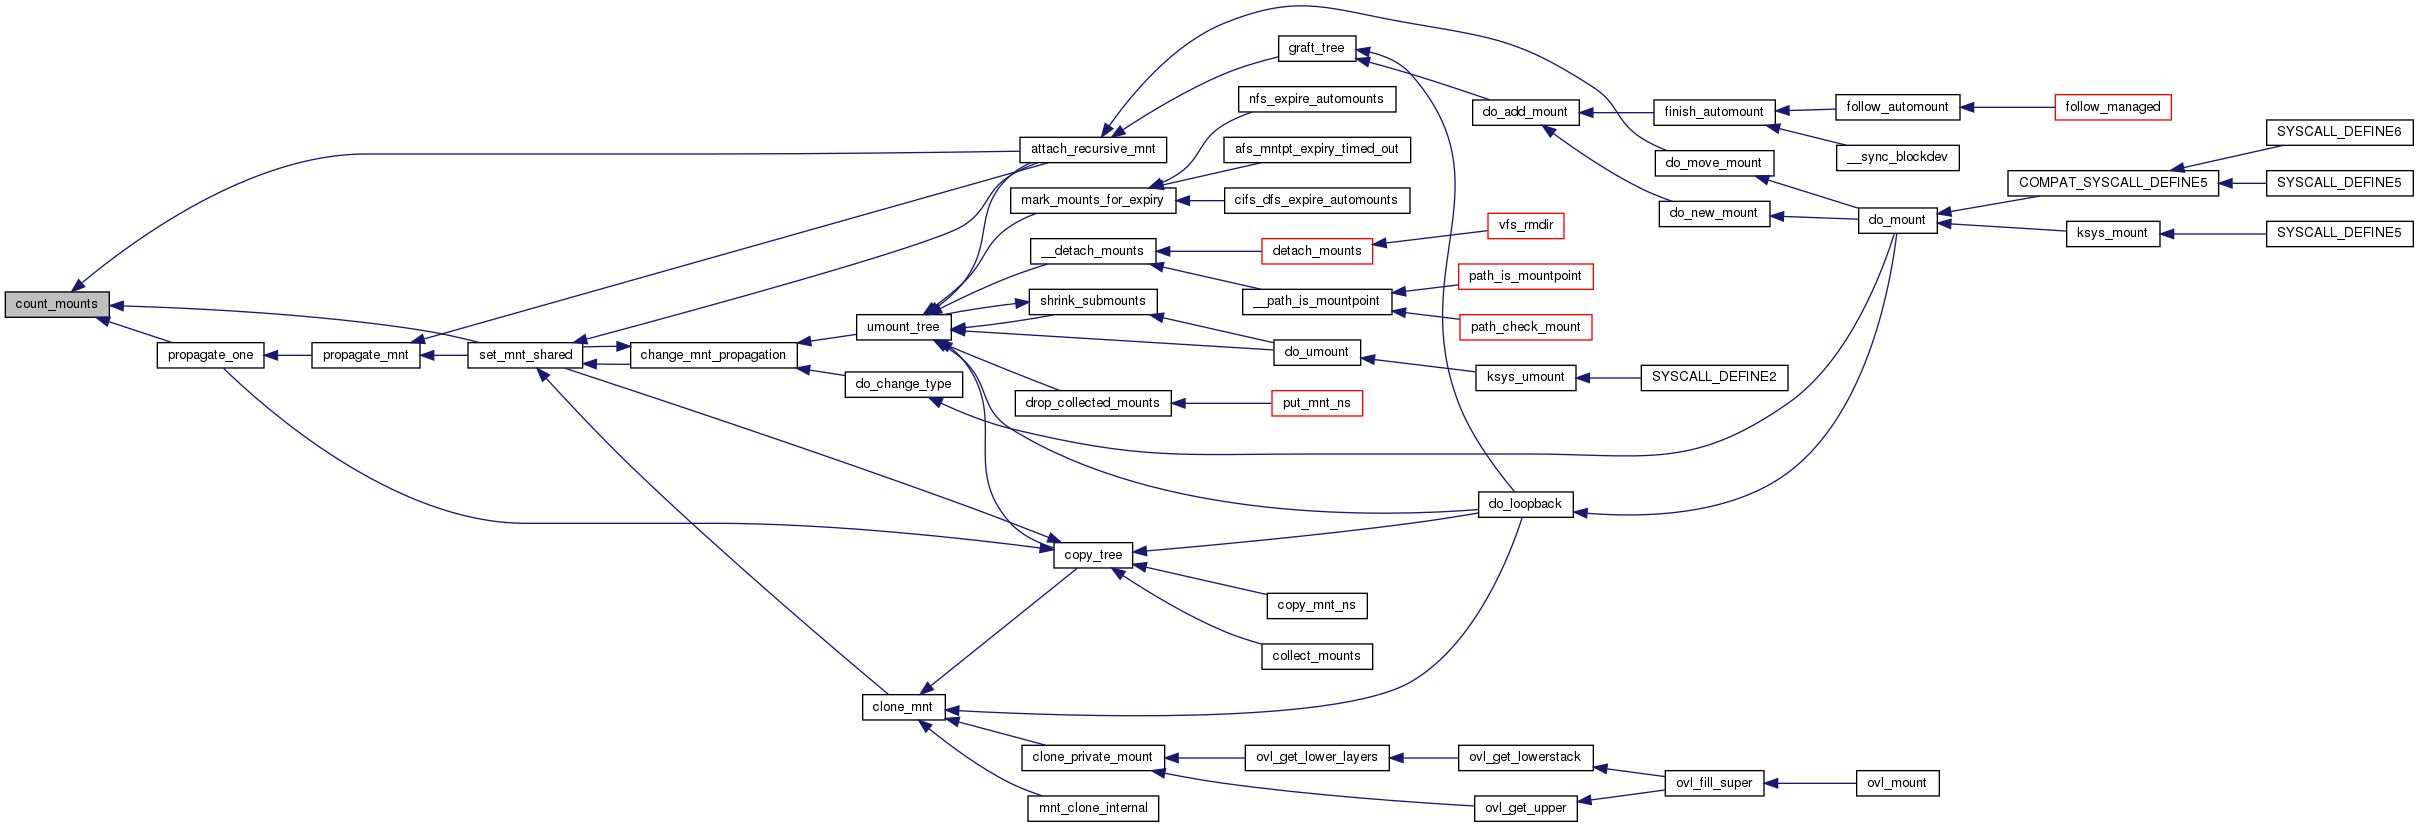 count_mounts
propagate_one
propagate_mnt
set_mnt_shared
change_mnt_propagation
umount_tree
do_change_type
clone_mnt
attach_recursive_mnt
mark_mounts_for_expiry
__detach_mounts
shrink_submounts
drop_collected_mounts
copy_tree
clone_private_mount
mnt_clone_internal
graft_tree
nfs_expire_automounts
afs_mntpt_expiry_timed_out
cifs_dfs_expire_automounts
detach_mounts
__path_is_mountpoint
do_umount
put_mnt_ns
copy_mnt_ns
collect_mounts
ovl_get_lower_layers
do_add_mount
vfs_rmdir
path_is_mountpoint
path_check_mount
ksys_umount
do_loopback
ovl_get_lowerstack
ovl_get_upper
finish_automount
do_move_mount
do_new_mount
SYSCALL_DEFINE2
ovl_fill_super
follow_automount
__sync_blockdev
do_mount
ovl_mount
follow_managed
COMPAT_SYSCALL_DEFINE5
ksys_mount
SYSCALL_DEFINE6
SYSCALL_DEFINE5
SYSCALL_DEFINE5